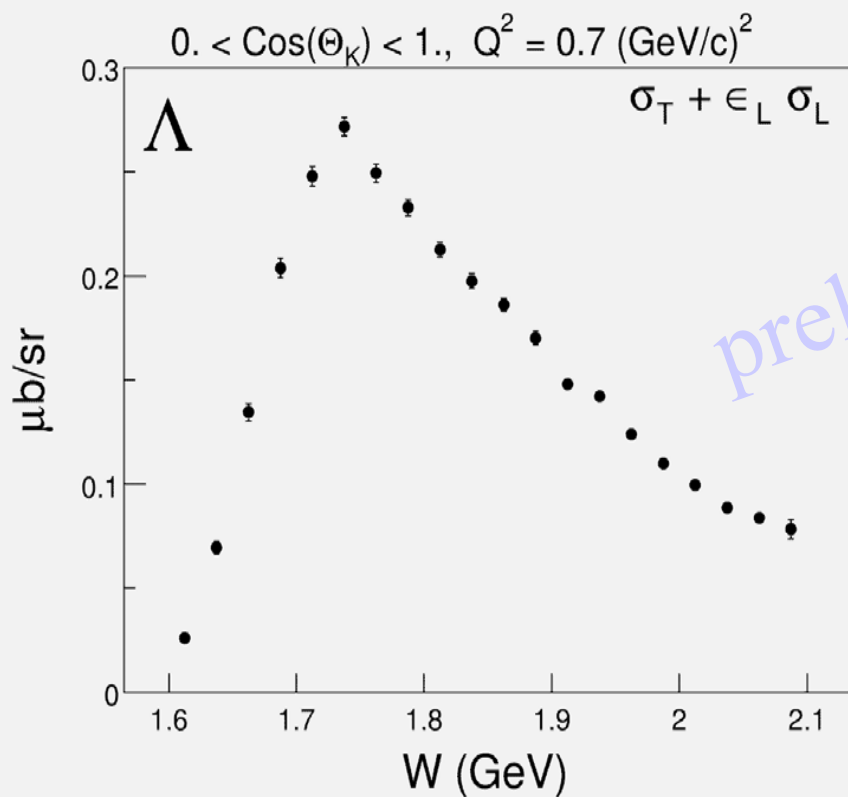 0. < Cos(Θ_K) < 1., Q² = 0.7 (GeV/c)²
Λ
σ_T + ϵ_L σ_L
0.3
0.2
0.1
0
μb/sr
1.6 1.7 1.8 1.9 2 2.1
W (GeV)